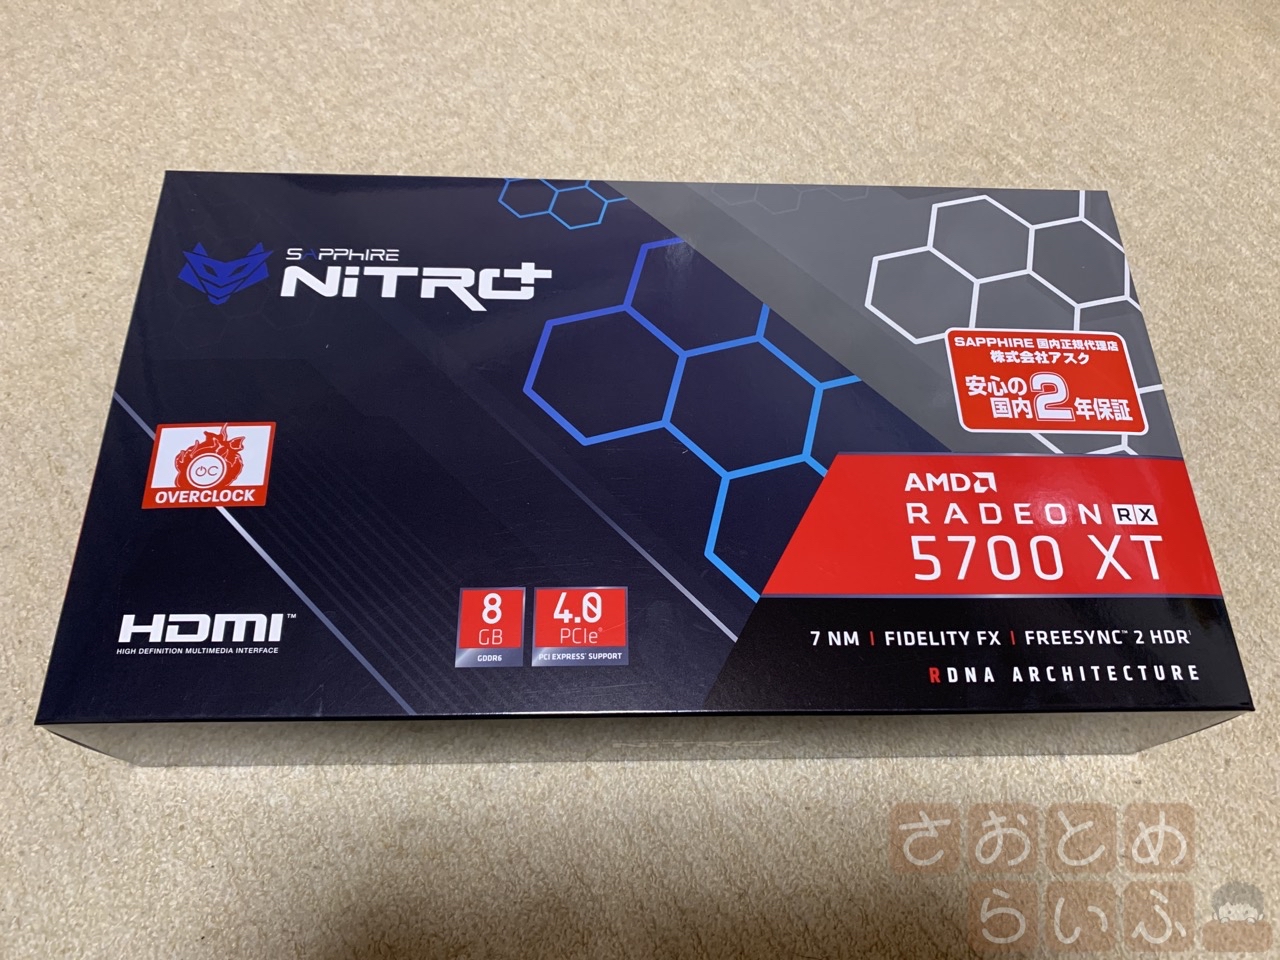 SAPPHIRE
NiTRO+
SAPPHIRE 国内正規代理店
株式会社アスク
安心の
国内2年保証
OC
OVERCLOCK
AMD
RADEON RX
5700 XT
HDMI™
HIGH DEFINITION MULTIMEDIA INTERFACE
8
GB
GDDR6
4.0
PCIe®
PCI EXPRESS® SUPPORT
7 NM | FIDELITY FX | FREESYNC™ 2 HDR
RDNA ARCHITECTURE
さおとめ
らいふ